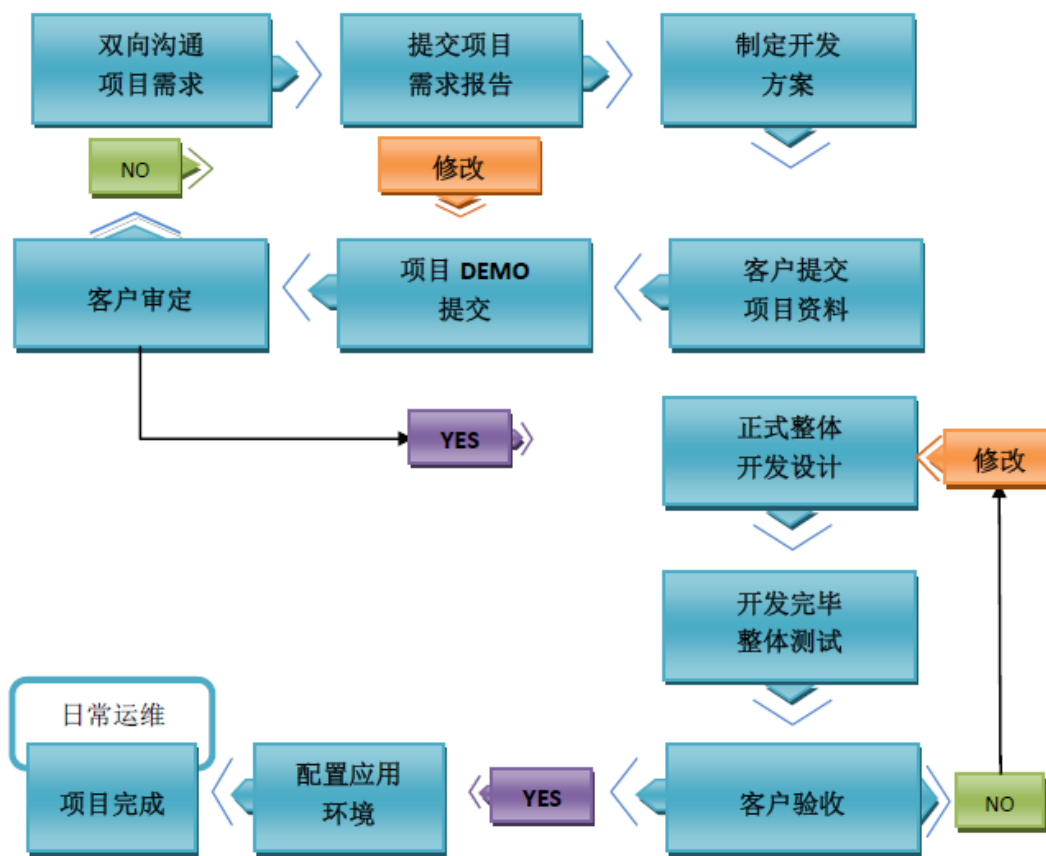 双向沟通
项目需求
提交项目
需求报告
制定开发
方案
NO
修改
客户审定
项目 DEMO
提交
客户提交
项目资料
YES
正式整体
开发设计
修改
开发完毕
整体测试
日常运维
项目完成
配置应用
环境
YES
客户验收
NO